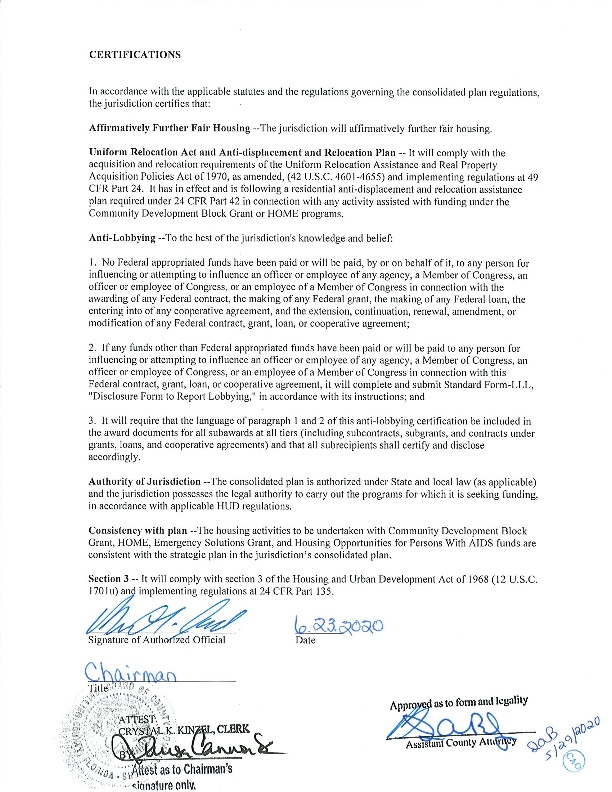 CERTIFICATIONS
In accordance with the applicable statutes and the regulations governing the consolidated plan regulations,
the jurisdiction certifies that:
Affirmatively Further Fair Housing --The jurisdiction will affirmatively further fair housing.
Uniform Relocation Act and Anti-displacement and Relocation Plan -- It will comply with the
acquisition and relocation requirements of the Uniform Relocation Assistance and Real Property
Acquisition Policies Act of 1970, as amended, (42 U.S.C. 4601-4655) and implementing regulations at 49
CFR Part 24. It has in effect and is following a residential anti-displacement and relocation assistance
plan required under 24 CFR Part 42 in connection with any activity assisted with funding under the
Community Development Block Grant or HOME programs.
Anti-Lobbying --To the best of the jurisdiction's knowledge and belief:
1. No Federal appropriated funds have been paid or will be paid, by or on behalf of it, to any person for
influencing or attempting to influence an officer or employee of any agency, a Member of Congress, an
officer or employee of Congress, or an employee of a Member of Congress in connection with the
awarding of any Federal contract, the making of any Federal grant, the making of any Federal loan, the
entering into of any cooperative agreement, and the extension, continuation, renewal, amendment, or
modification of any Federal contract, grant, loan, or cooperative agreement;
2. If any funds other than Federal appropriated funds have been paid or will be paid to any person for
influencing or attempting to influence an officer or employee of any agency, a Member of Congress, an
officer or employee of Congress, or an employee of a Member of Congress in connection with this
Federal contract, grant, loan, or cooperative agreement, it will complete and submit Standard Form-LLL,
"Disclosure Form to Report Lobbying," in accordance with its instructions; and
3. It will require that the language of paragraph 1 and 2 of this anti-lobbying certification be included in
the award documents for all subawards at all tiers (including subcontracts, subgrants, and contracts under
grants, loans, and cooperative agreements) and that all subrecipients shall certify and disclose
accordingly.
Authority of Jurisdiction --The consolidated plan is authorized under State and local law (as applicable)
and the jurisdiction possesses the legal authority to carry out the programs for which it is seeking funding,
in accordance with applicable HUD regulations.
Consistency with plan --The housing activities to be undertaken with Community Development Block
Grant, HOME, Emergency Solutions Grant, and Housing Opportunities for Persons With AIDS funds are
consistent with the strategic plan in the jurisdiction's consolidated plan.
Section 3 -- It will comply with section 3 of the Housing and Urban Development Act of 1968 (12 U.S.C.
1701u) and implementing regulations at 24 CFR Part 135.
6.23.2020
Signature of Authorized Official Date
Chairman
Title
ATTEST
CRYSTAL K. KINZEL, CLERK
BY
Attest as to Chairman's
signature only.
Approved as to form and legality
Assistant County Attorney
5/29/2020
CAO